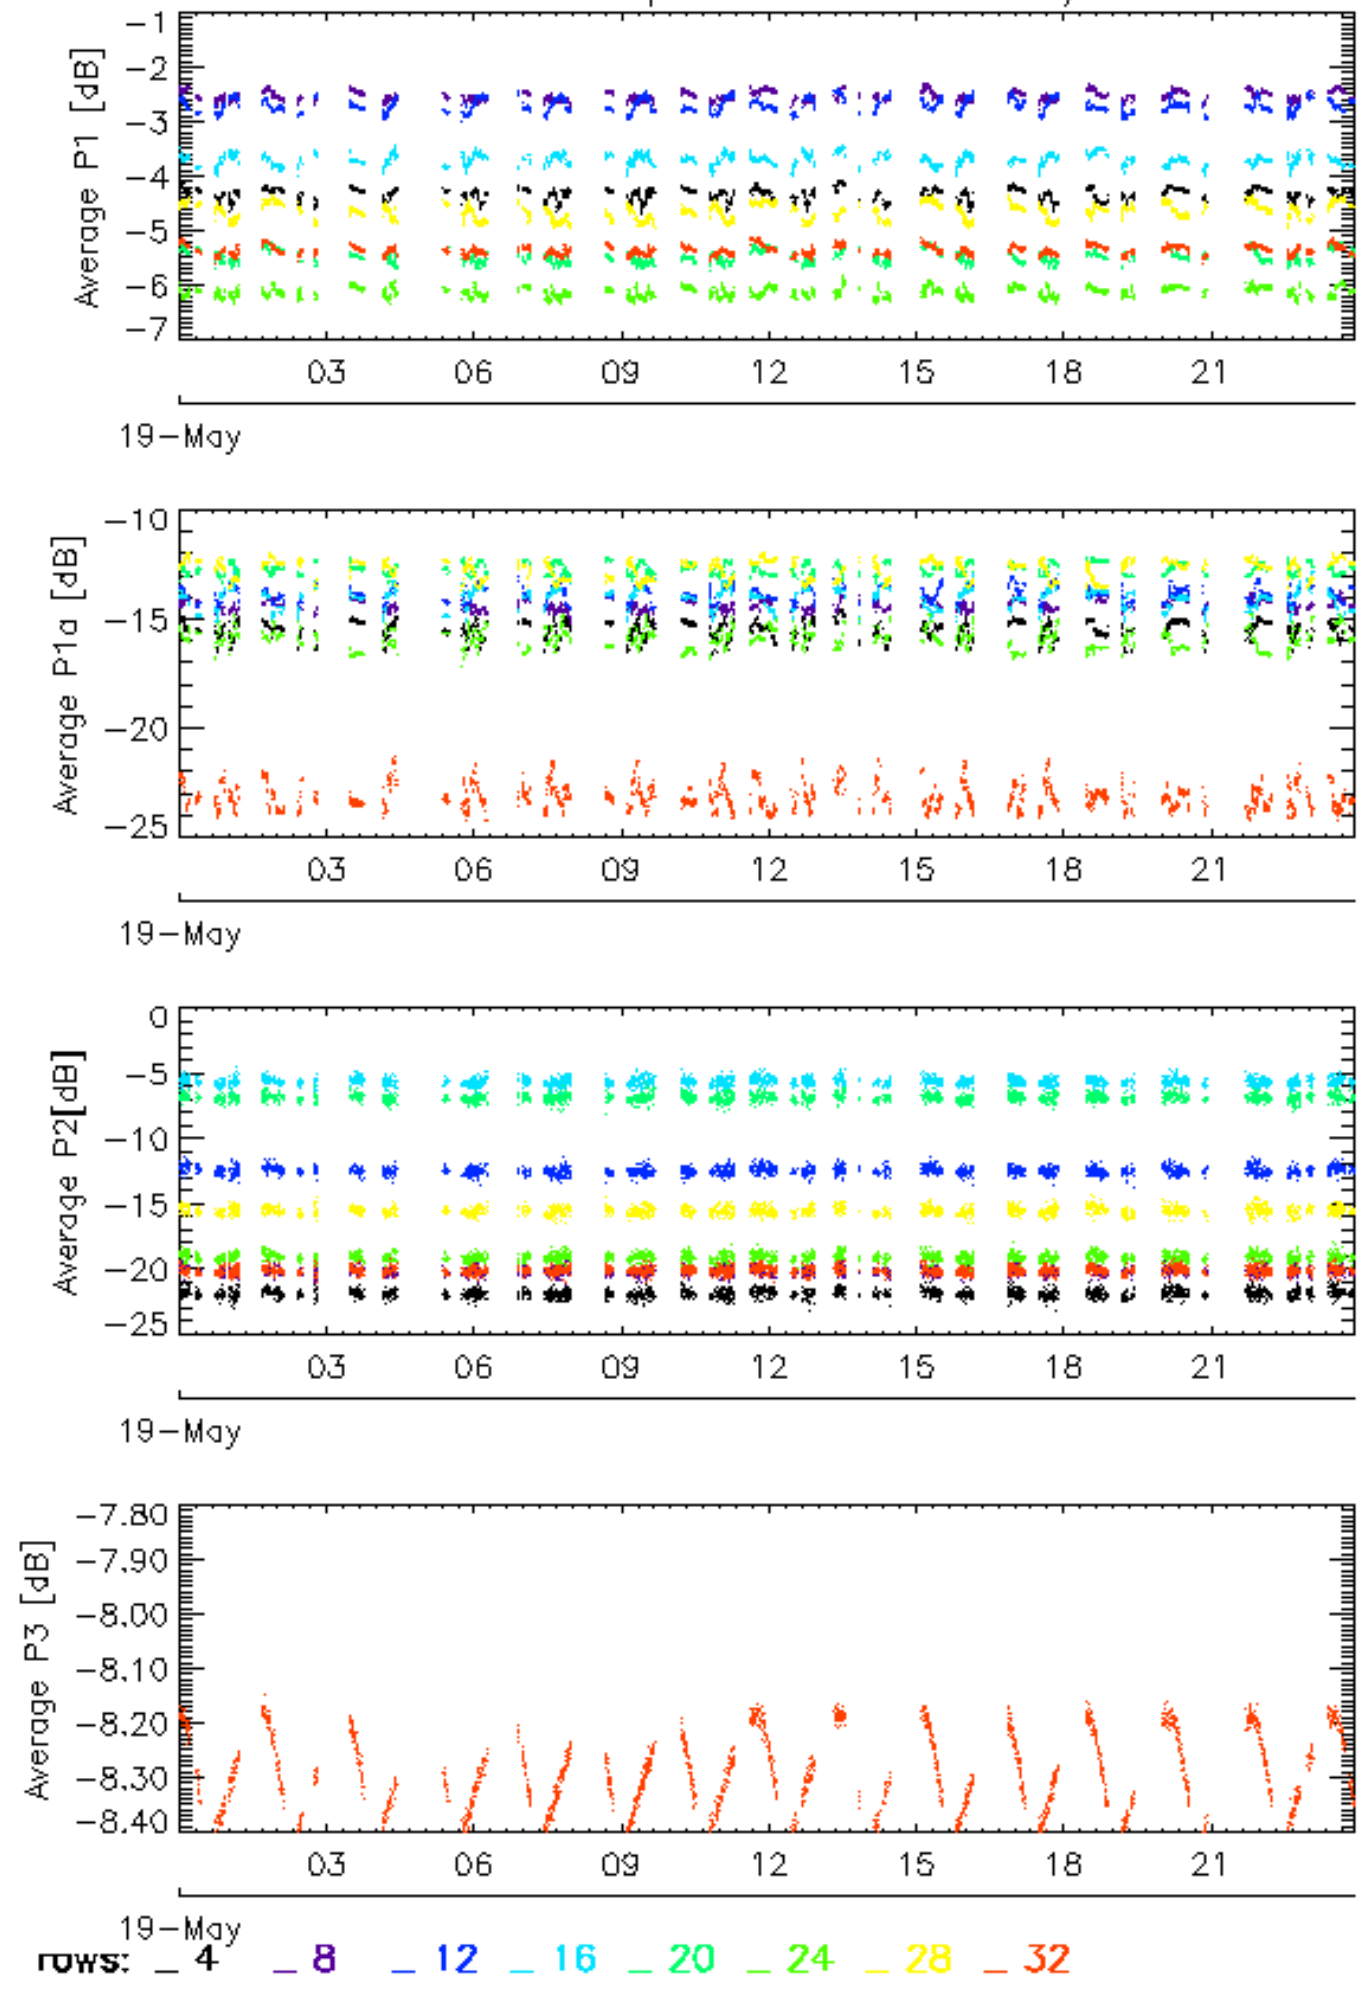 Average P1 [dB]
-1
-2
-3
-4
-5
-6
-7
03 06 09 12 15 18 21
19-May
Average P1a [dB]
-10
-15
-20
-25
03 06 09 12 15 18 21
19-May
Average P2[dB]
0
-5
-10
-15
-20
-25
03 06 09 12 15 18 21
19-May
Average P3 [dB]
-7.80
-7.90
-8.00
-8.10
-8.20
-8.30
-8.40
03 06 09 12 15 18 21
19-May
rows: _ 4 _ 8 _ 12 _ 16 _ 20 _ 24 _ 28 _ 32